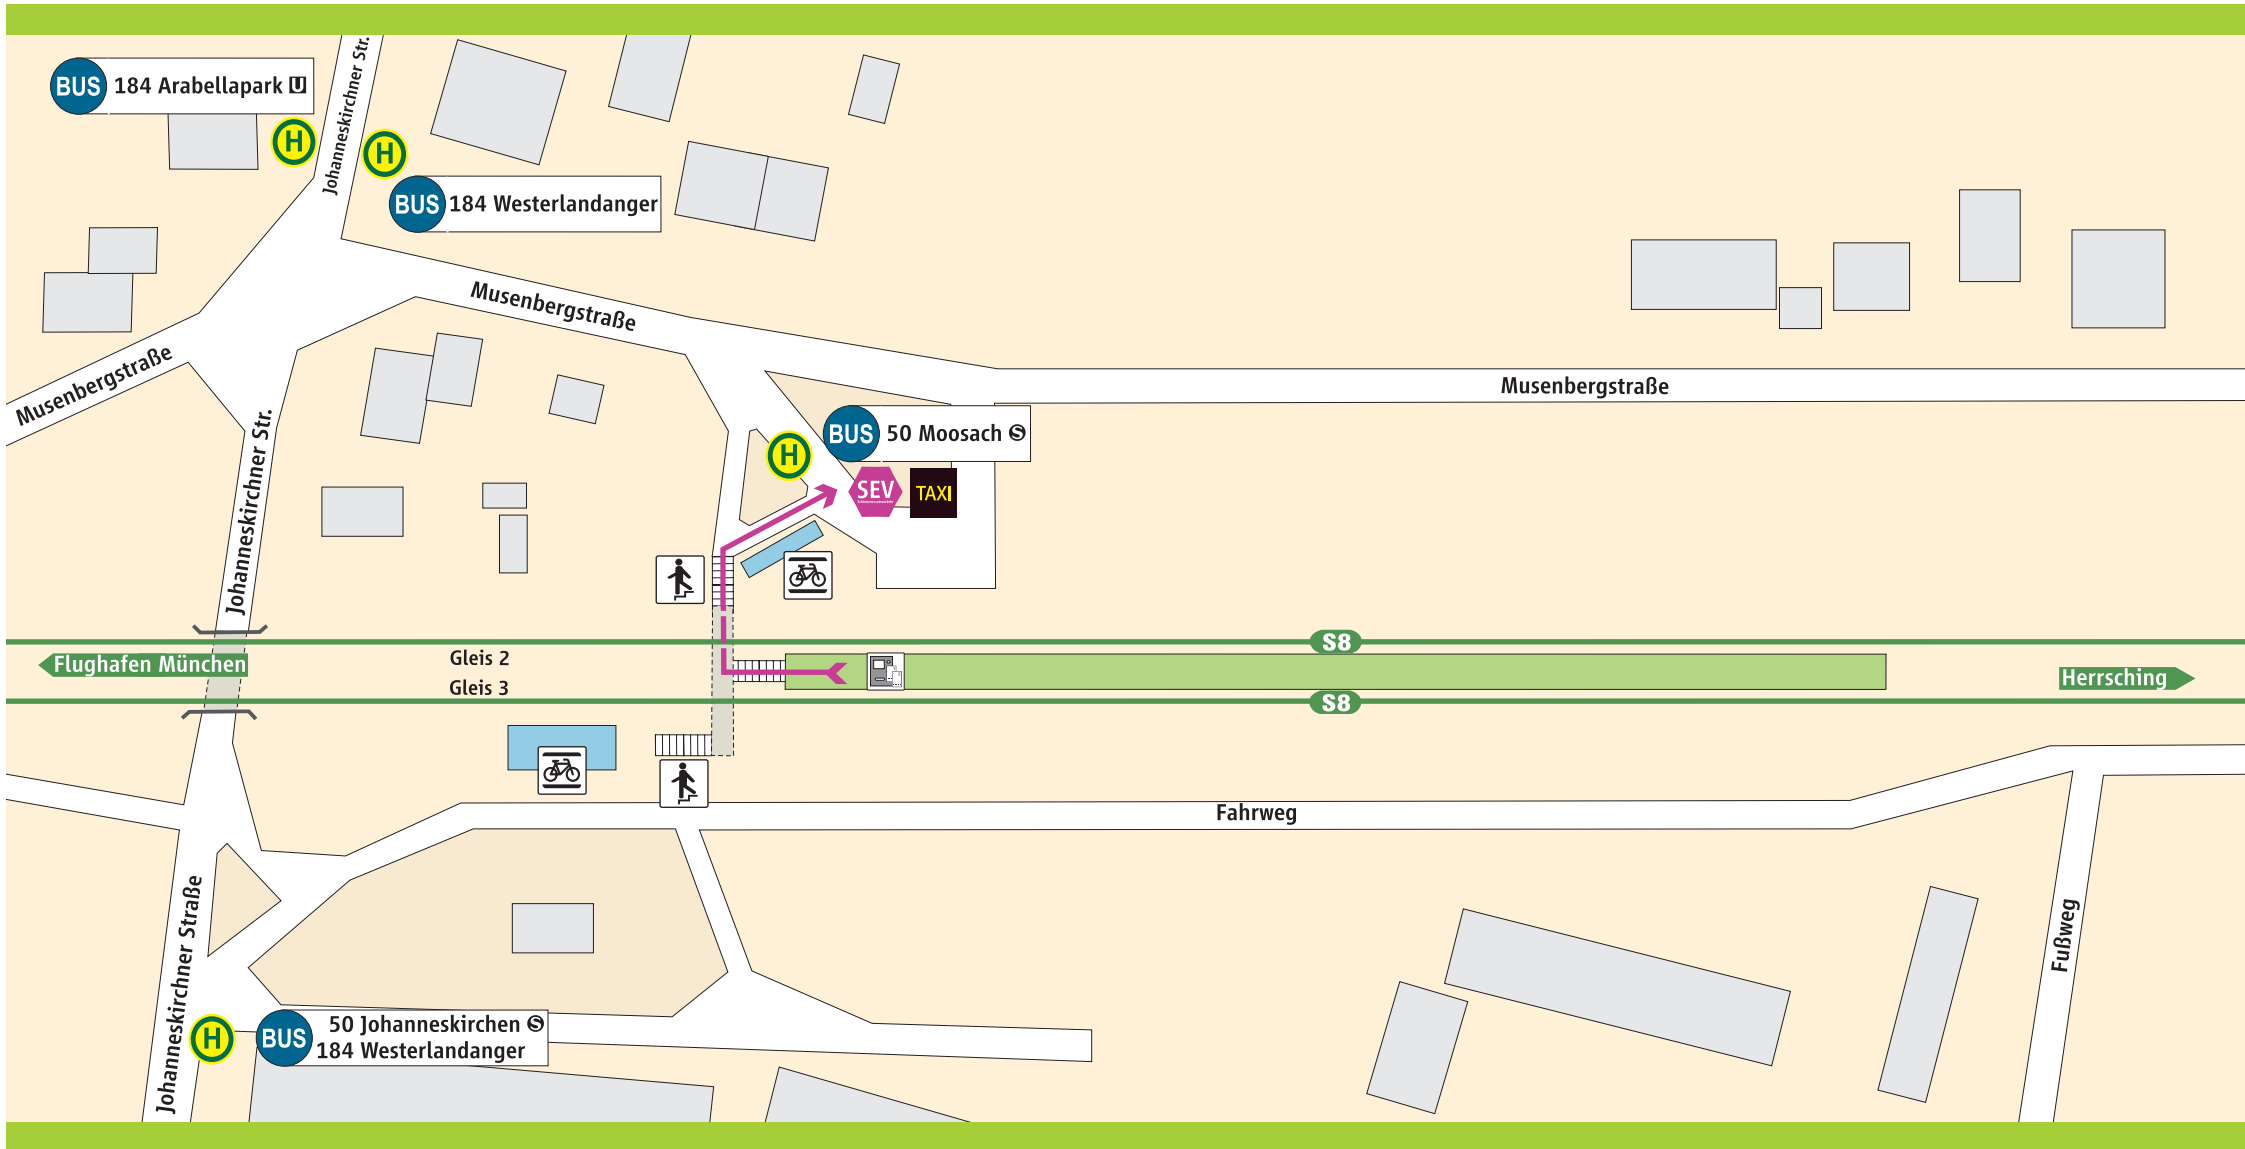 Johanneskirchner Str.
BUS 184 Arabellapark U
H
H
BUS 184 Westerlandanger
Musenbergstraße
Musenbergstraße
Musenbergstraße
Johanneskirchner Str.
BUS 50 Moosach S
H
SEV
TAXI
S8
Flughafen München
Gleis 2
Gleis 3
Herrsching
S8
Fahrweg
Johanneskirchner Straße
Fußweg
H
BUS
50 Johanneskirchen S
184 Westerlandanger